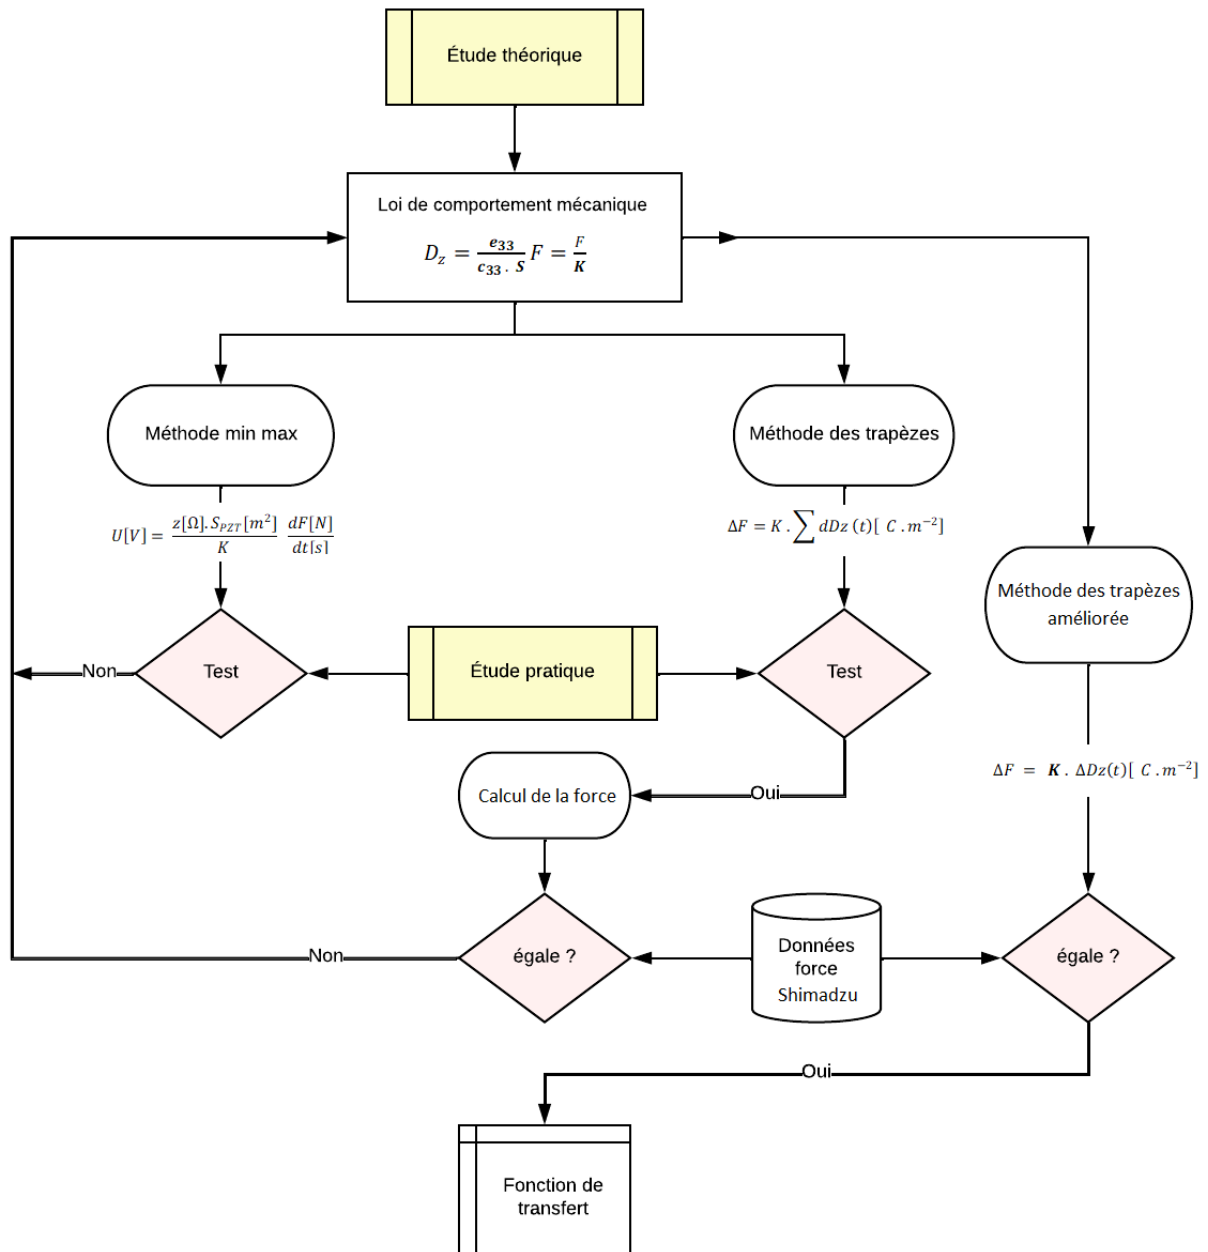 Étude théorique
Loi de comportement mécanique
D_z = e_33 / (c_33 . S) F = F / K
Méthode min max
Méthode des trapèzes
U[V] = z[Ω].S_PZT[m²] / K dF[N] / dt[s]
ΔF = K . ∑ dDz (t)[ C .m⁻²]
Méthode des trapèzes
améliorée
Non
Test
Étude pratique
Test
ΔF = K . ΔDz(t)[ C .m⁻²]
Calcul de la force
Oui
Non
égale ?
Données
force
Shimadzu
égale ?
Oui
Fonction de
transfert